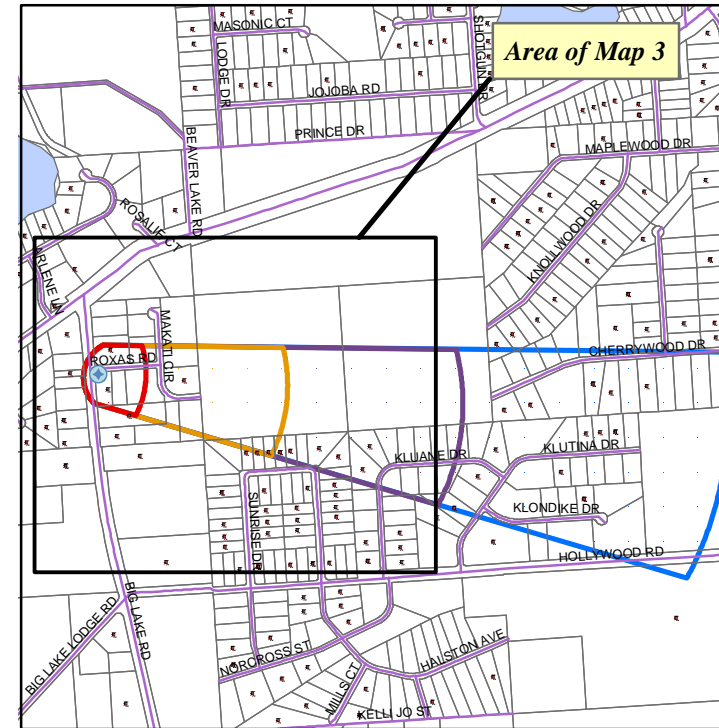 MASONIC CT
LODGE DR
SHOTGUN DR
Area of Map 3
JOJOBA RD
PRINCE DR
BEAVER LAKE RD
MAPLEWOOD DR
ROSALIE CT
KNOLLWOOD DR
ARLENE LN
MAKATI CIR
ROXAS RD
CHERRYWOOD DR
KLUANE DR
KLUTINA DR
SUNRISE DR
KLONDIKE DR
HOLLYWOOD RD
BIG LAKE LODGE RD
BIG LAKE RD
NORCROSS ST
MILLS CT
HALSTON AVE
KELLI JO ST